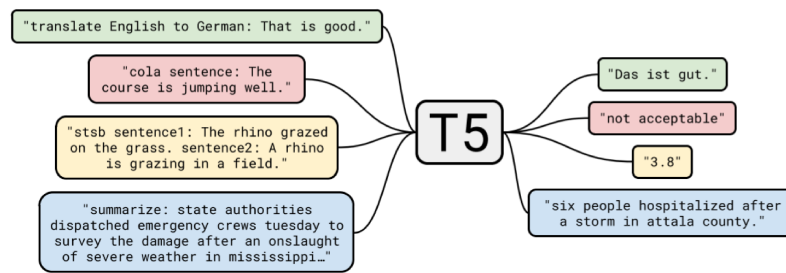 "translate English to German: That is good."
"cola sentence: The
course is jumping well."
"stsb sentence1: The rhino grazed
on the grass. sentence2: A rhino
is grazing in a field."
"summarize: state authorities
dispatched emergency crews tuesday to
survey the damage after an onslaught
of severe weather in mississippi…"
T5
"Das ist gut."
"not acceptable"
"3.8"
"six people hospitalized after
a storm in attala county."